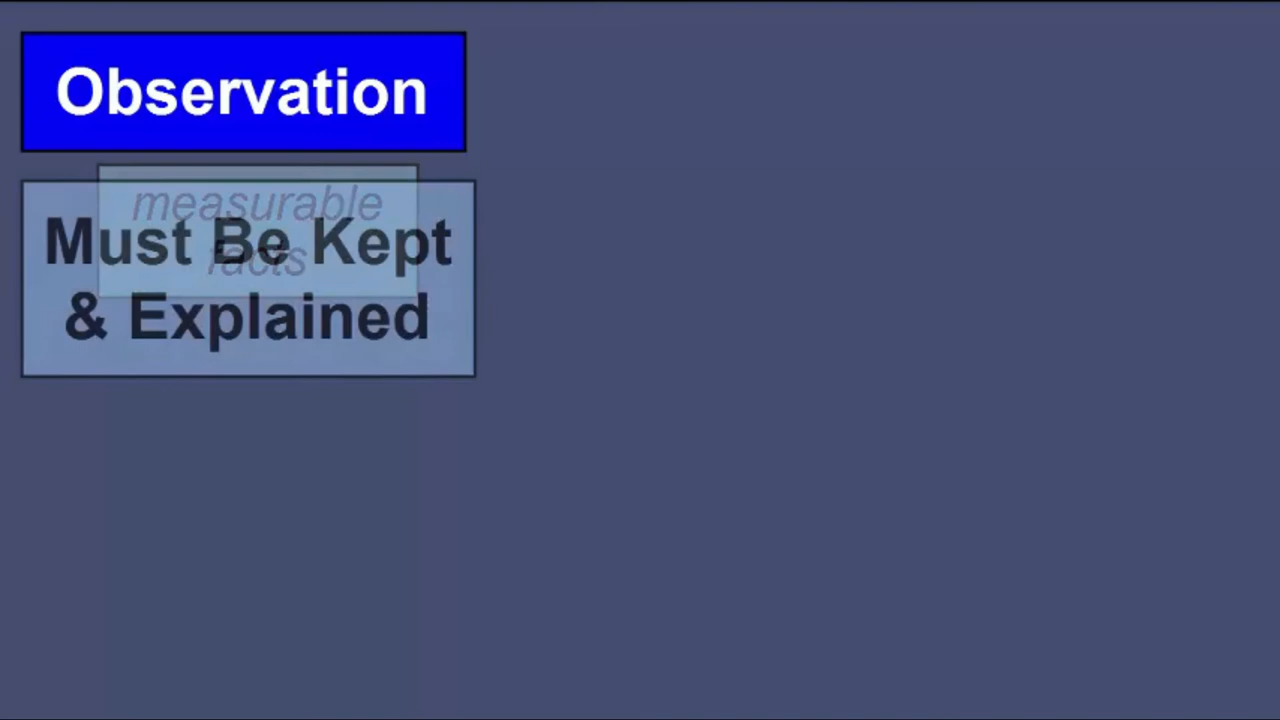 Observation
measurable
facts
Must Be Kept
& Explained